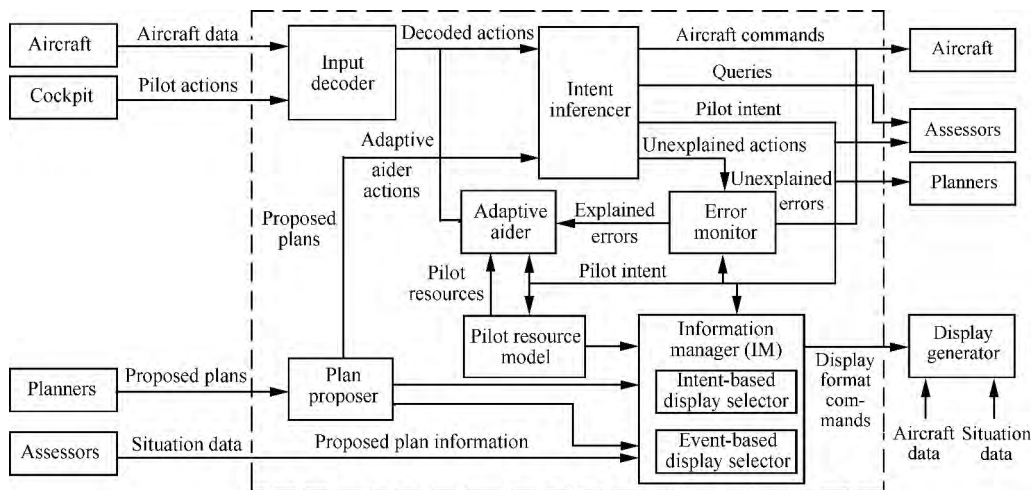 Aircraft
Aircraft data
Cockpit
Pilot actions
Input
decoder
Decoded actions
Intent
inferencer
Aircraft commands
Queries
Pilot intent
Unexplained actions
Aircraft
Assessors
Planners
Adaptive
aider
actions
Proposed
plans
Adaptive
aider
Explained
errors
Error
monitor
Unexplained
errors
Pilot
resources
Pilot intent
Pilot resource
model
Information
manager (IM)
Intent-based
display selector
Event-based
display selector
Display
format
com-
mands
Display
generator
Aircraft
data
Situation
data
Planners
Proposed plans
Plan
proposer
Assessors
Situation data
Proposed plan information